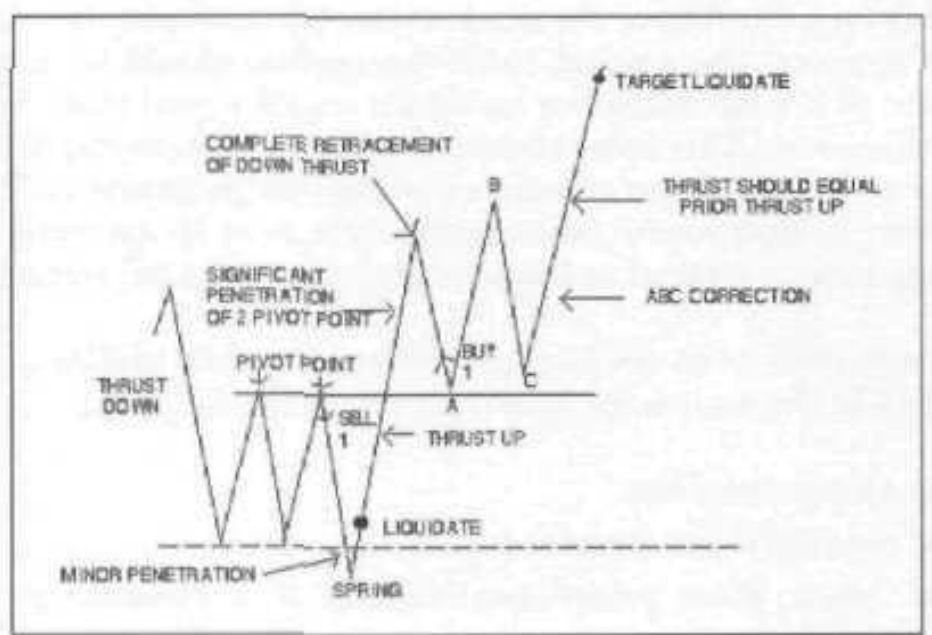 TARGET LIQUIDATE
COMPLETE RETRACEMENT
OF DOWN THRUST
B
THRUST SHOULD EQUAL
PRIOR THRUST UP
SIGNIFICANT
PENETRATION
OF 2 PIVOT POINT
ABC CORRECTION
PIVOT POINT
BUY
1
C
THRUST
DOWN
A
SELL
1
THRUST UP
LIQUIDATE
MINOR PENETRATION
SPRING